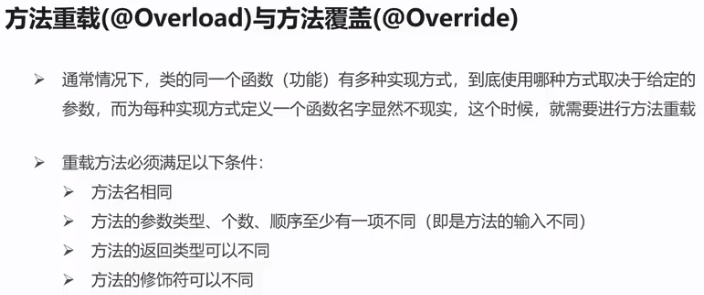 方法重载(@Overload)与方法覆盖(@Override)
通常情况下，类的同一个函数（功能）有多种实现方式，到底使用哪种方式取决于给定的
参数，而为每种实现方式定义一个函数名字显然不现实，这个时候，就需要进行方法重载
重载方法必须满足以下条件：
方法名相同
方法的参数类型、个数、顺序至少有一项不同（即是方法的输入不同）
方法的返回类型可以不同
方法的修饰符可以不同